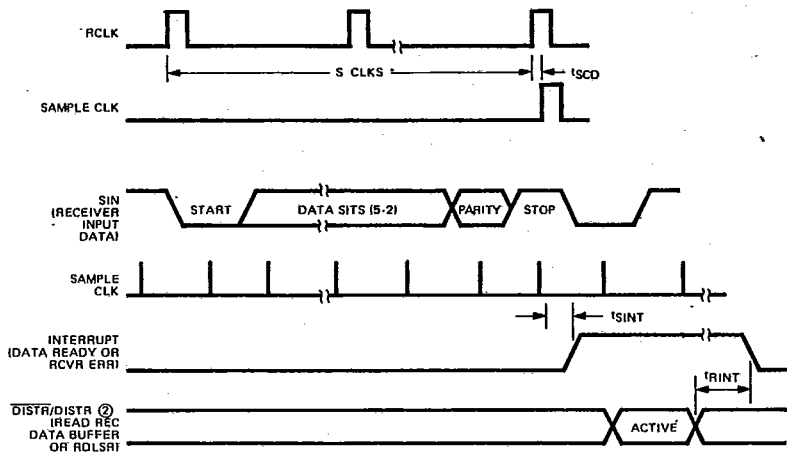 RCLK
S CLKS
tSCD
SAMPLE CLK
SIN
(RECEIVER
INPUT
DATA)
START
DATA SITS (5-2)
PARITY
STOP
SAMPLE
CLK
tSINT
INTERRUPT
(DATA READY OR
RCVR ERR)
tRINT
DISTR/DISTR ②
(READ REC
DATA BUFFER
OR RDLSR)
ACTIVE